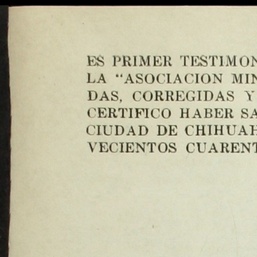 ES PRIMER TESTIMON
LA "ASOCIACION MIN
DAS, CORREGIDAS Y
CERTIFICO HABER SA
CIUDAD DE CHIHUAH
VECIENTOS CUARENT